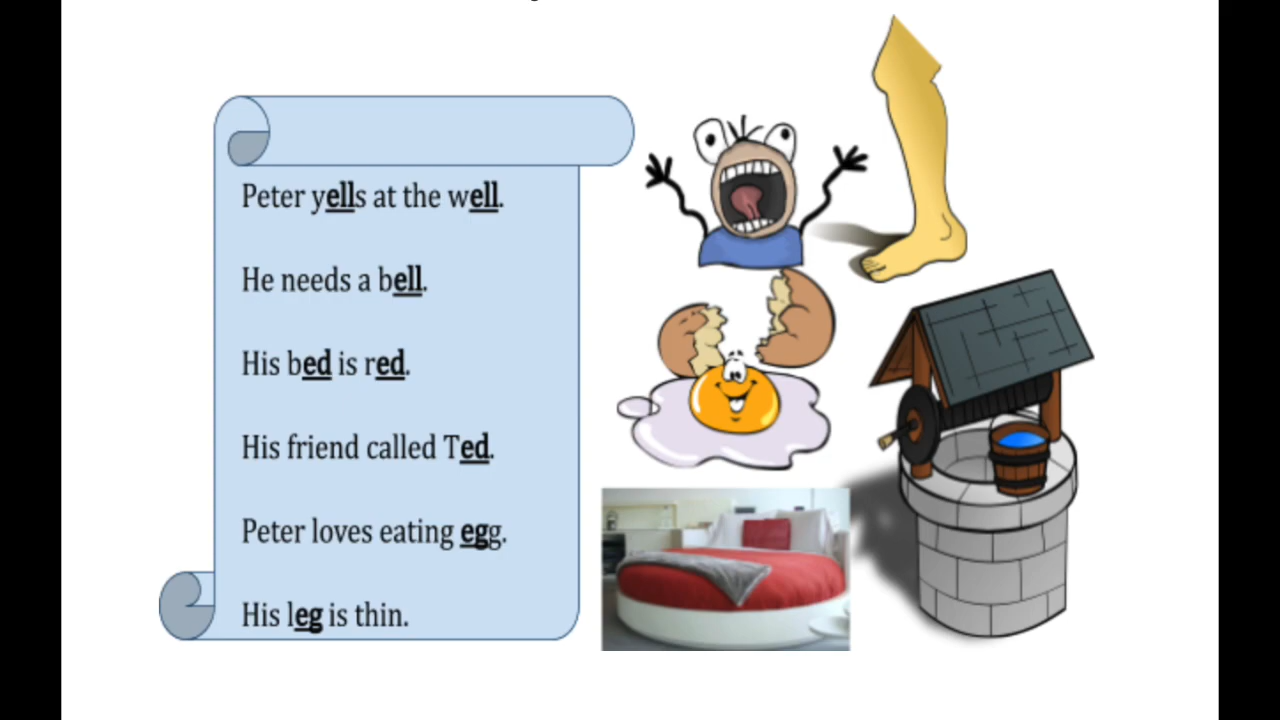 Peter yells at the well.
He needs a bell.
His bed is red.
His friend called Ted.
Peter loves eating egg.
His leg is thin.